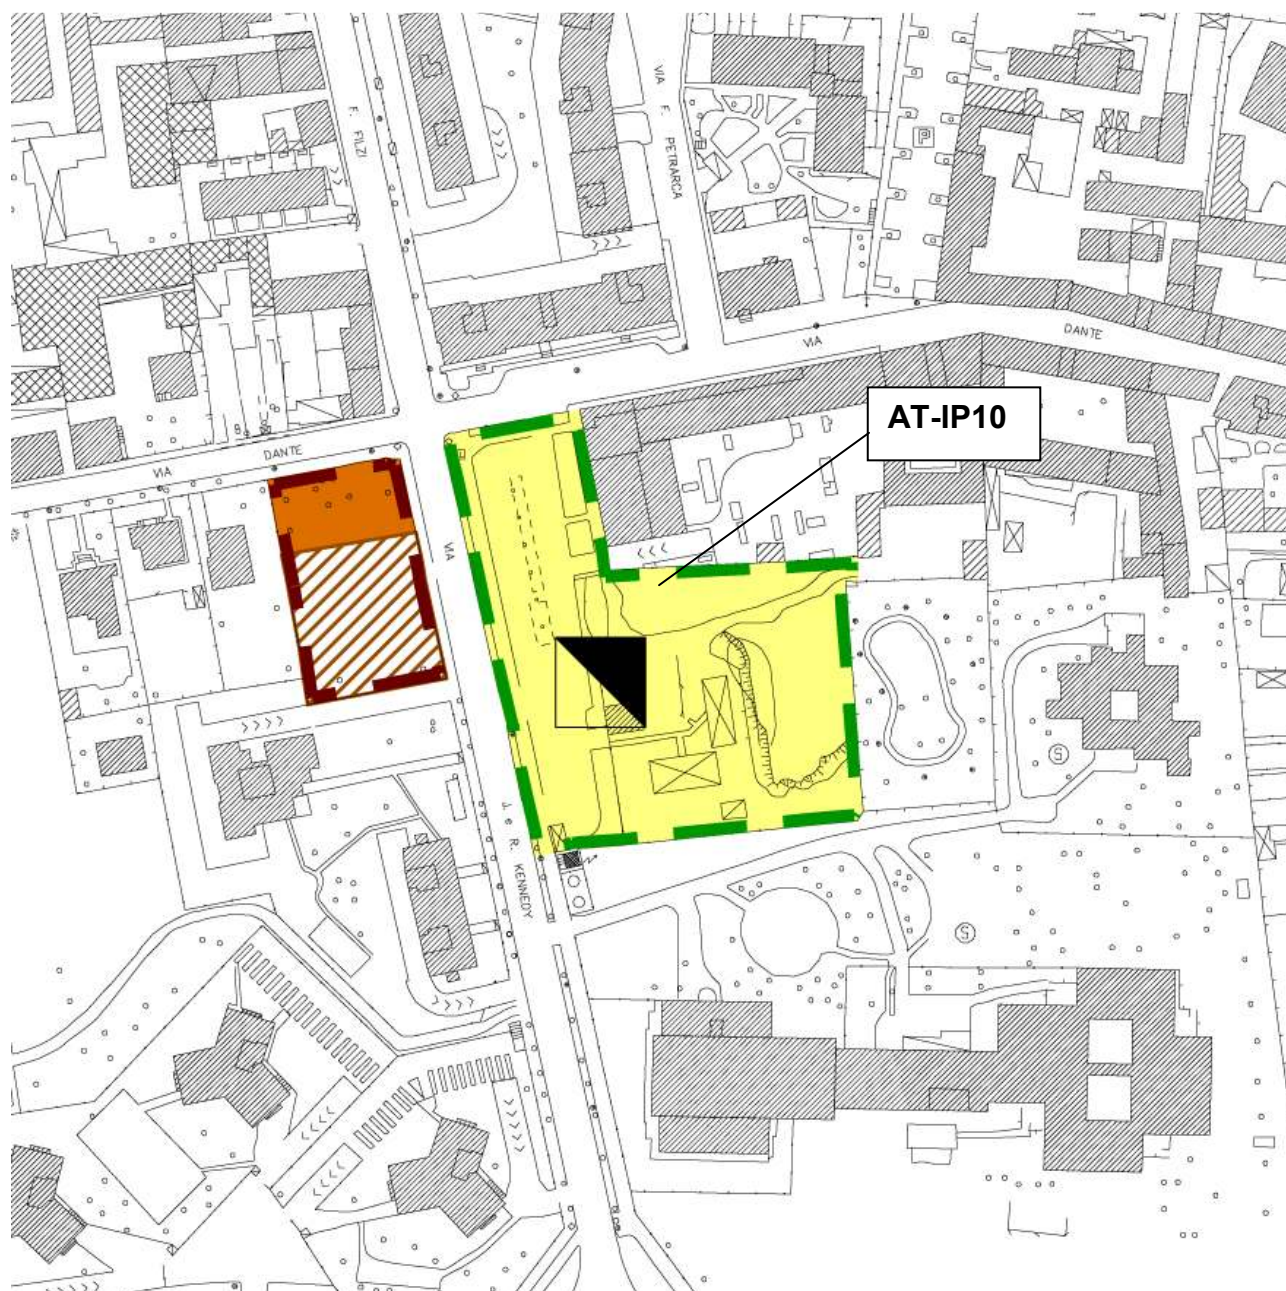 F. FILZI
VIA F. PETRARCA
VIA DANTE
AT-IP10
VIA DANTE
VIA J. e R. KENNEDY
S
S